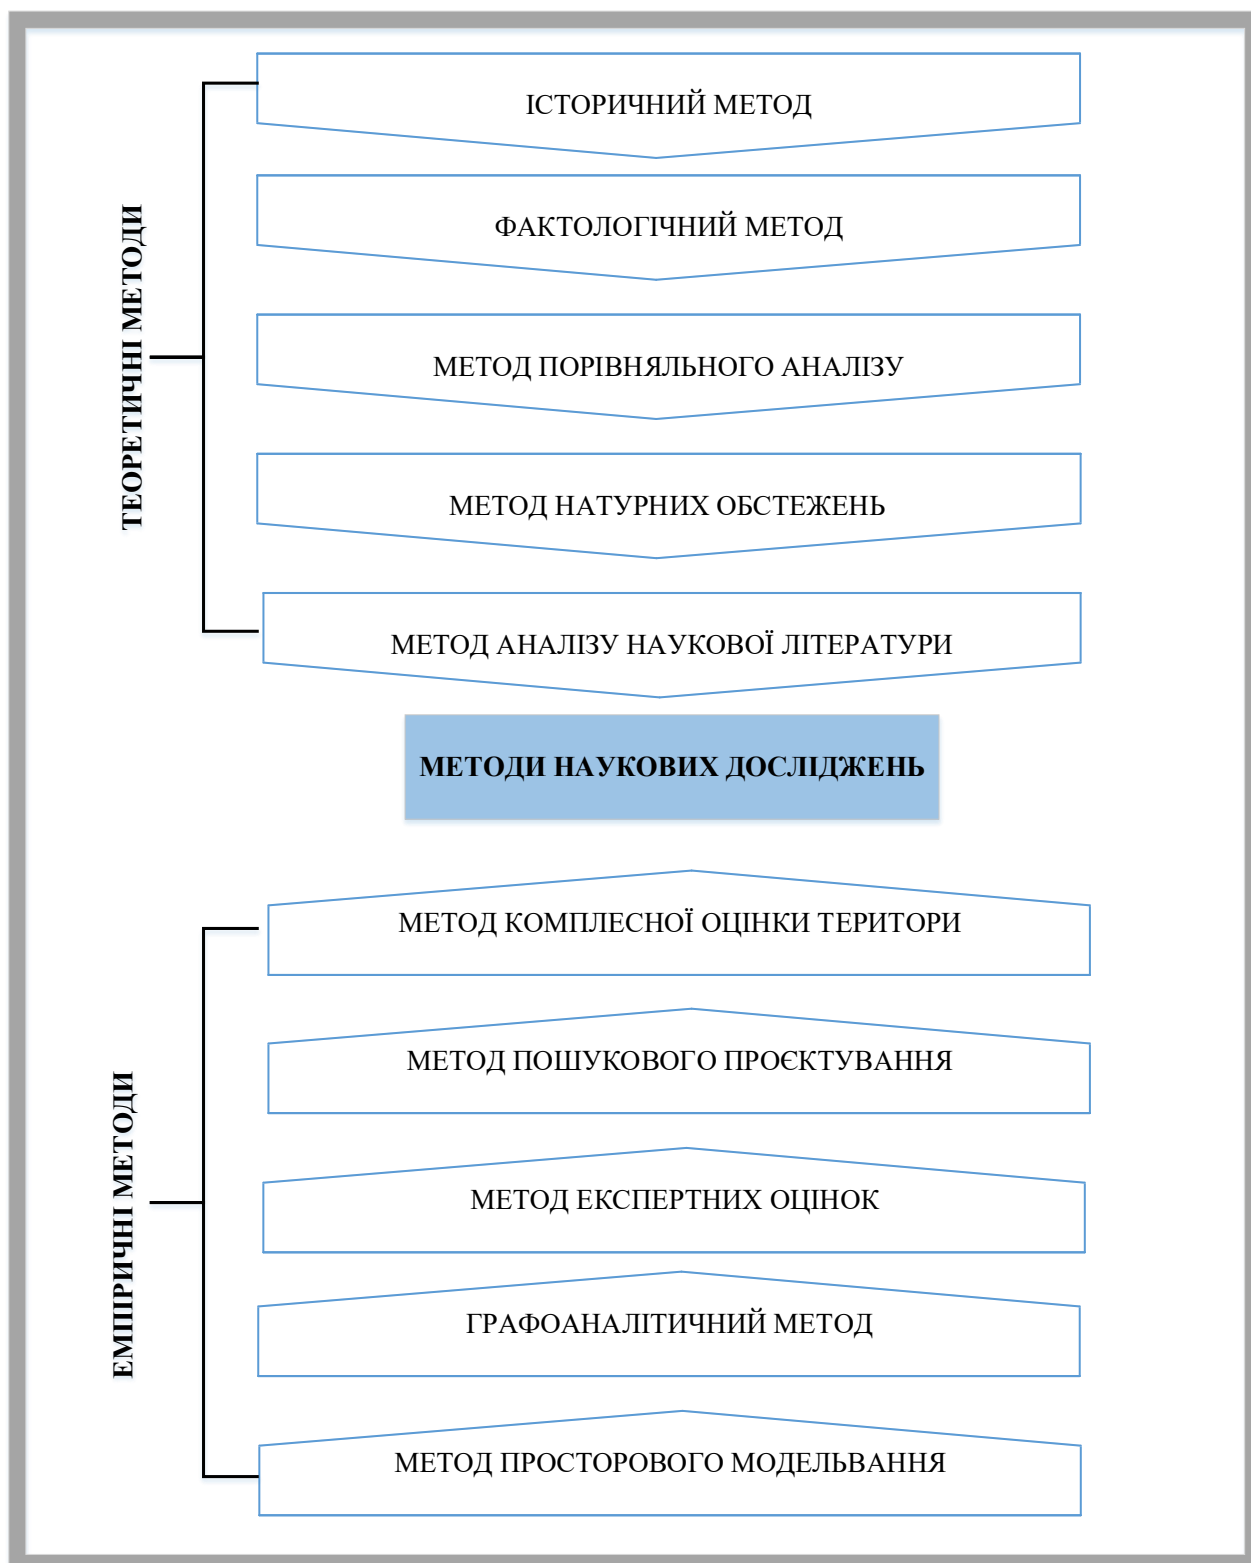 ТЕОРЕТИЧНІ МЕТОДИ
ІСТОРИЧНИЙ МЕТОД
ФАКТОЛОГІЧНИЙ МЕТОД
МЕТОД ПОРІВНЯЛЬНОГО АНАЛІЗУ
МЕТОД НАТУРНИХ ОБСТЕЖЕНЬ
МЕТОД АНАЛІЗУ НАУКОВОЇ ЛІТЕРАТУРИ
МЕТОДИ НАУКОВИХ ДОСЛІДЖЕНЬ
ЕМПІРИЧНІ МЕТОДИ
МЕТОД КОМПЛЕСНОЇ ОЦІНКИ ТЕРИТОРИ
МЕТОД ПОШУКОВОГО ПРОЄКТУВАННЯ
МЕТОД ЕКСПЕРТНИХ ОЦІНОК
ГРАФОАНАЛІТИЧНИЙ МЕТОД
МЕТОД ПРОСТОРОВОГО МОДЕЛЬВАННЯ